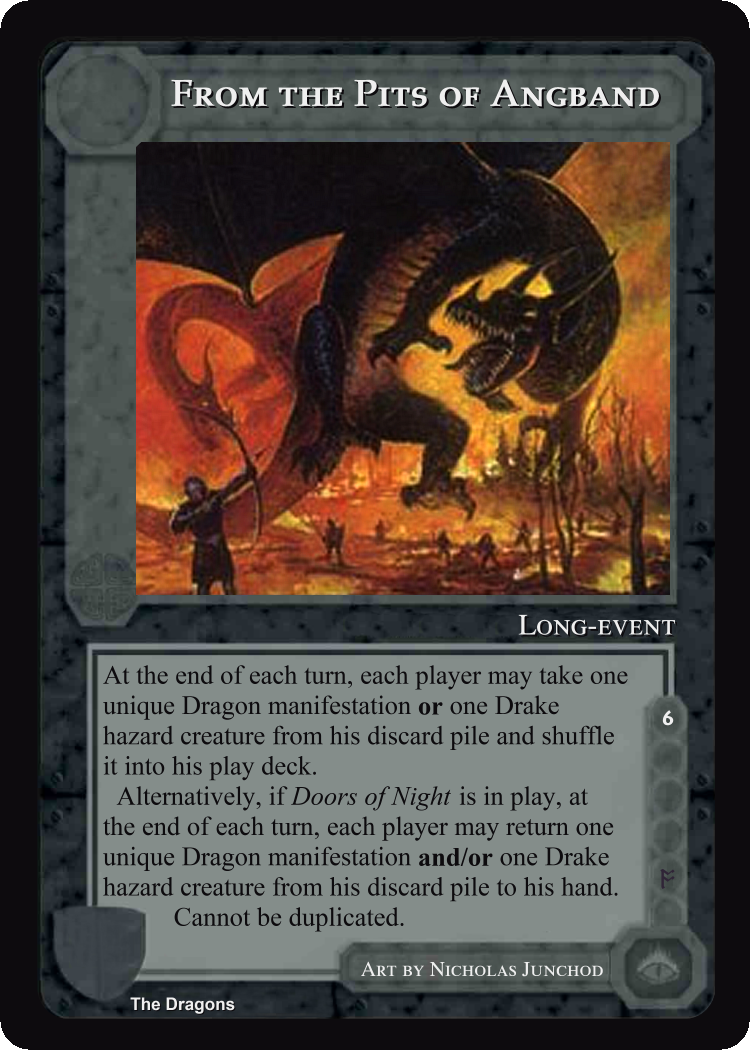 From the Pits of Angband
Long-event
At the end of each turn, each player may take one
unique Dragon manifestation or one Drake
hazard creature from his discard pile and shuffle
it into his play deck.
Alternatively, if Doors of Night is in play, at
the end of each turn, each player may return one
unique Dragon manifestation and/or one Drake
hazard creature from his discard pile to his hand.
Cannot be duplicated.
6
ᚩ
Art by Nicholas Junchod
The Dragons